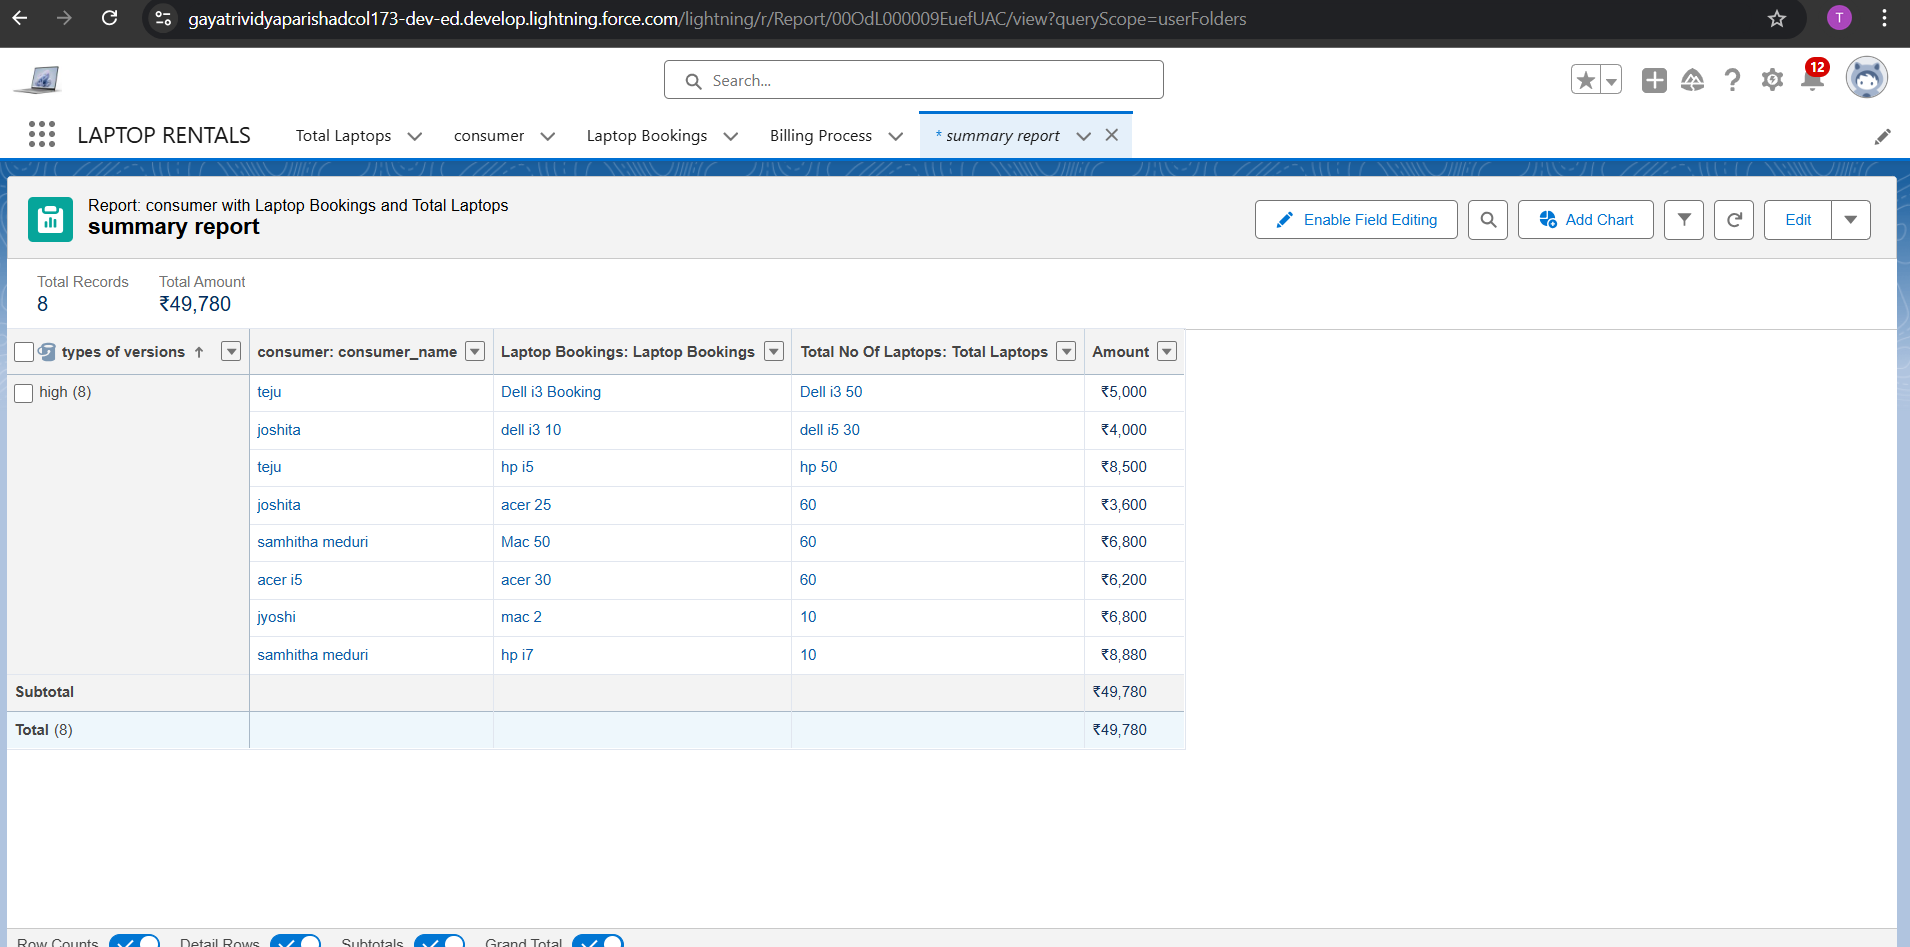 gayatrividyaparishadcol173-dev-ed.develop.lightning.force.com/lightning/r/Report/00OdL000009EuefUAC/view?queryScope=userFolders
T
Search...
12
LAPTOP RENTALS Total Laptops consumer Laptop Bookings Billing Process * summary report
Report: consumer with Laptop Bookings and Total Laptops
summary report
Enable Field Editing Add Chart Edit
Total Records Total Amount
8 ₹49,780
types of versions ↑ consumer: consumer_name Laptop Bookings: Laptop Bookings Total No Of Laptops: Total Laptops Amount
high (8) teju Dell i3 Booking Dell i3 50 ₹5,000
joshita dell i3 10 dell i5 30 ₹4,000
teju hp i5 hp 50 ₹8,500
joshita acer 25 60 ₹3,600
samhitha meduri Mac 50 60 ₹6,800
acer i5 acer 30 60 ₹6,200
jyoshi mac 2 10 ₹6,800
samhitha meduri hp i7 10 ₹8,880
Subtotal ₹49,780
Total (8) ₹49,780
Row Counts Detail Rows Subtotals Grand Total